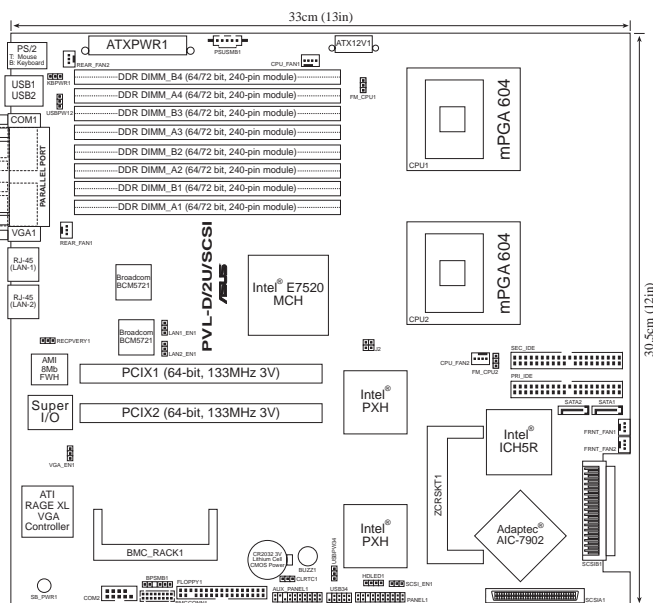 33cm (13in)
PS/2
T: Mouse
B: Keyboard
REAR_FAN2
ATXPWR1
PSUSMB1
CPU_FAN1
ATX12V1
KBPWR1
USB1
USB2
USBPW12
FM_CPU1
DDR DIMM_B4 (64/72 bit, 240-pin module)
DDR DIMM_A4 (64/72 bit, 240-pin module)
DDR DIMM_B3 (64/72 bit, 240-pin module)
DDR DIMM_A3 (64/72 bit, 240-pin module)
DDR DIMM_B2 (64/72 bit, 240-pin module)
DDR DIMM_A2 (64/72 bit, 240-pin module)
DDR DIMM_B1 (64/72 bit, 240-pin module)
DDR DIMM_A1 (64/72 bit, 240-pin module)
mPGA 604
CPU1
COM1
PARALLEL PORT
VGA1
REAR_FAN1
RJ-45
(LAN-1)
RJ-45
(LAN-2)
Broadcom
BCM5721
PVL-D/2U/SCSI
ASUS
Intel® E7520
MCH
mPGA 604
CPU2
30.5cm (12in)
Broadcom
BCM5721
LAN1_EN1
LAN2_EN1
RECPVERY1
J2
CPU_FAN2
FM_CPU2
SEC_IDE
PRI_IDE
AMI
8Mb
FWH
PCIX1 (64-bit, 133MHz 3V)
Super
I/O
PCIX2 (64-bit, 133MHz 3V)
Intel®
PXH
SATA2
SATA1
FRNT_FAN1
FRNT_FAN2
Intel®
ICH5R
VGA_EN1
ZCRSKT1
ATI
RAGE XL
VGA
Controller
BMC_RACK1
CR2032 3V
Lithium Cell
CMOS Power
BUZZ1
USBPW34
Intel®
PXH
Adaptec®
AIC-7902
SCSIB1
SB_PWR1
COM2
BPSMB1
FLOPPY1
CLRTC1
HDLED1
SCSI_EN1
BMCCONN1
AUX_PANEL1
USB34
PANEL1
SCSIA1